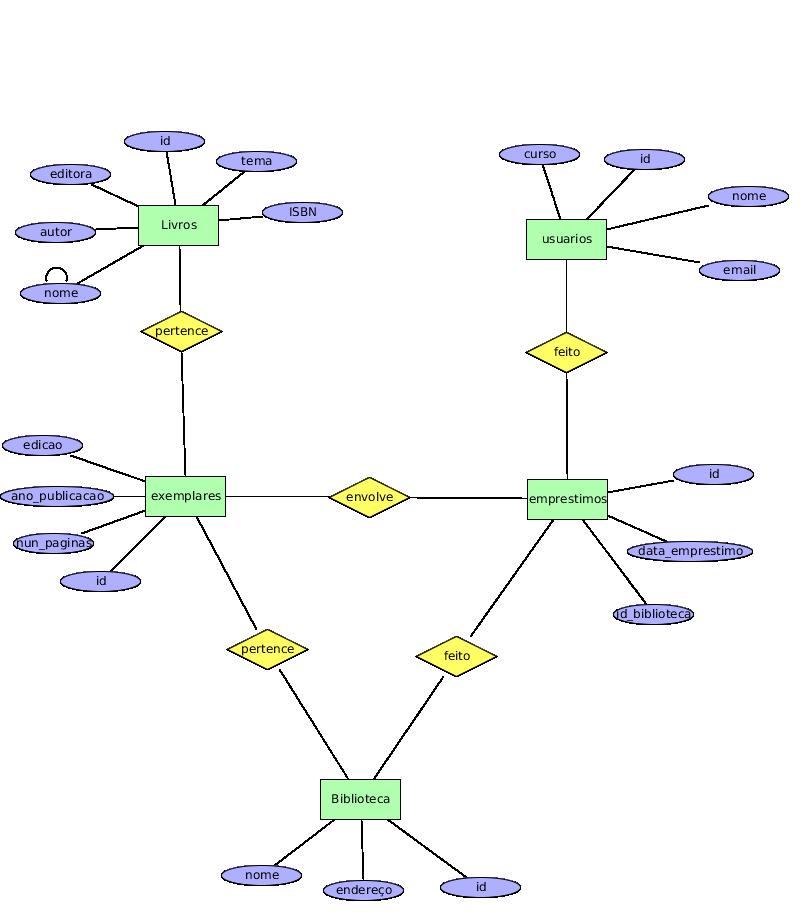 id
curso
tema
id
editora
nome
ISBN
Livros
autor
usuarios
email
nome
pertence
feito
edicao
id
exemplares
ano_publicacao
envolve
emprestimos
nun_paginas
data_emprestimo
id
id_biblioteca
pertence
feito
Biblioteca
nome
endereço
id